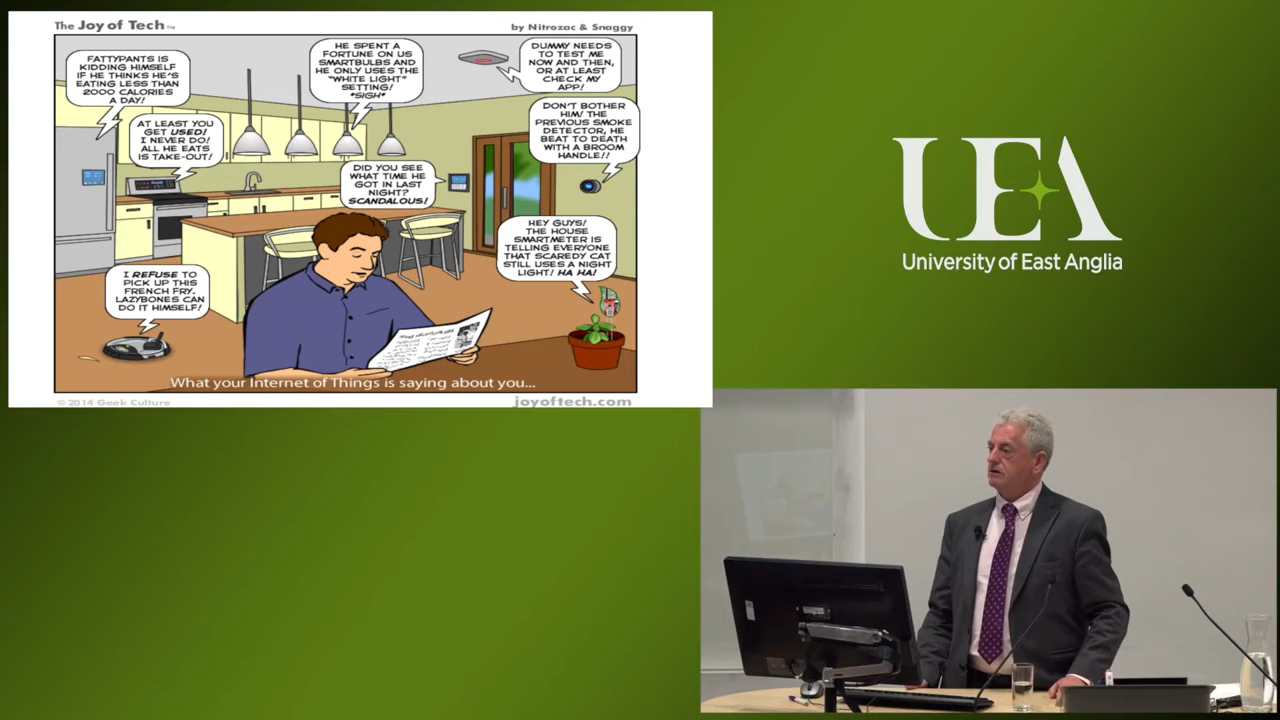 The Joy of Tech ™
by Nitrozac & Snaggy
FATTYPANTS IS
KIDDING HIMSELF
IF HE THINKS HE'S
EATING LESS THAN
2000 CALORIES
A DAY!
AT LEAST YOU
GET USED!
I NEVER DO!
ALL HE EATS
IS TAKE-OUT!
HE SPENT A
FORTUNE ON US
SMARTBULBS AND
HE ONLY USES THE
"WHITE LIGHT"
SETTING!
*SIGH*
DUMMY NEEDS
TO TEST ME
NOW AND THEN,
OR AT LEAST
CHECK MY
APP!
DON'T BOTHER
HIM! THE
PREVIOUS SMOKE
DETECTOR, HE
BEAT TO DEATH
WITH A BROOM
HANDLE!!
DID YOU SEE
WHAT TIME HE
GOT IN LAST
NIGHT?
SCANDALOUS!
HEY GUYS!
THE HOUSE
SMARTMETER IS
TELLING EVERYONE
THAT SCAREDY CAT
STILL USES A NIGHT
LIGHT! HA HA!
I REFUSE TO
PICK UP THIS
FRENCH FRY.
LAZYBONES CAN
DO IT HIMSELF!
What your Internet of Things is saying about you...
© 2014 Geek Culture
joyoftech.com
UEA
University of East Anglia